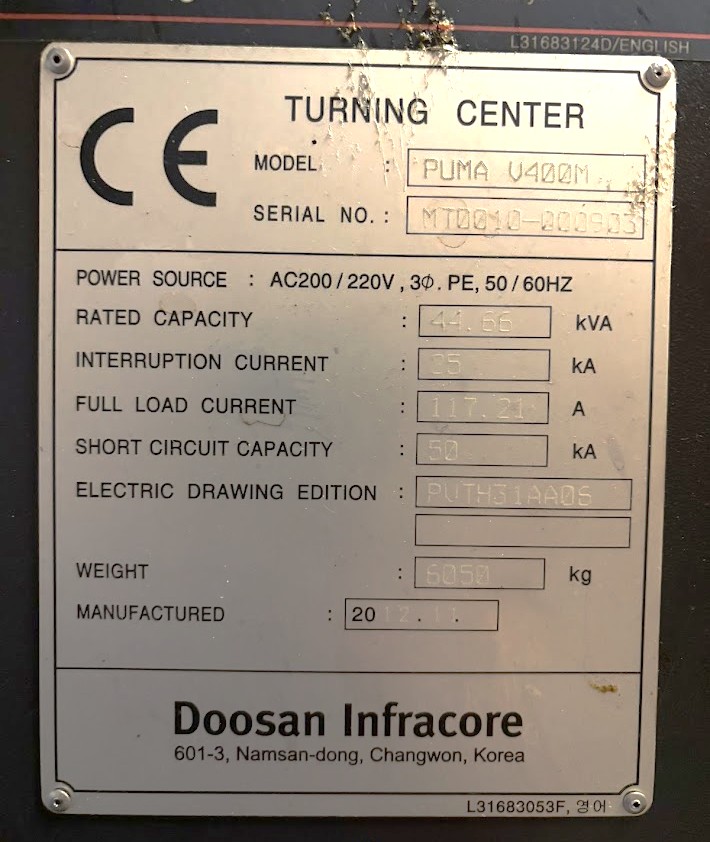 L31683124D/ENGLISH
CE
TURNING CENTER
MODEL : PUMA V400M
SERIAL NO. : MT0010-000903
POWER SOURCE : AC200/220V, 3Φ. PE, 50/60HZ
RATED CAPACITY : 44.66 kVA
INTERRUPTION CURRENT : 35 kA
FULL LOAD CURRENT : 117.21 A
SHORT CIRCUIT CAPACITY : 50 kA
ELECTRIC DRAWING EDITION : PVTH31AA06
WEIGHT : 6050 kg
MANUFACTURED : 2012.11.
Doosan Infracore
601-3, Namsan-dong, Changwon, Korea
L31683053F, 영어